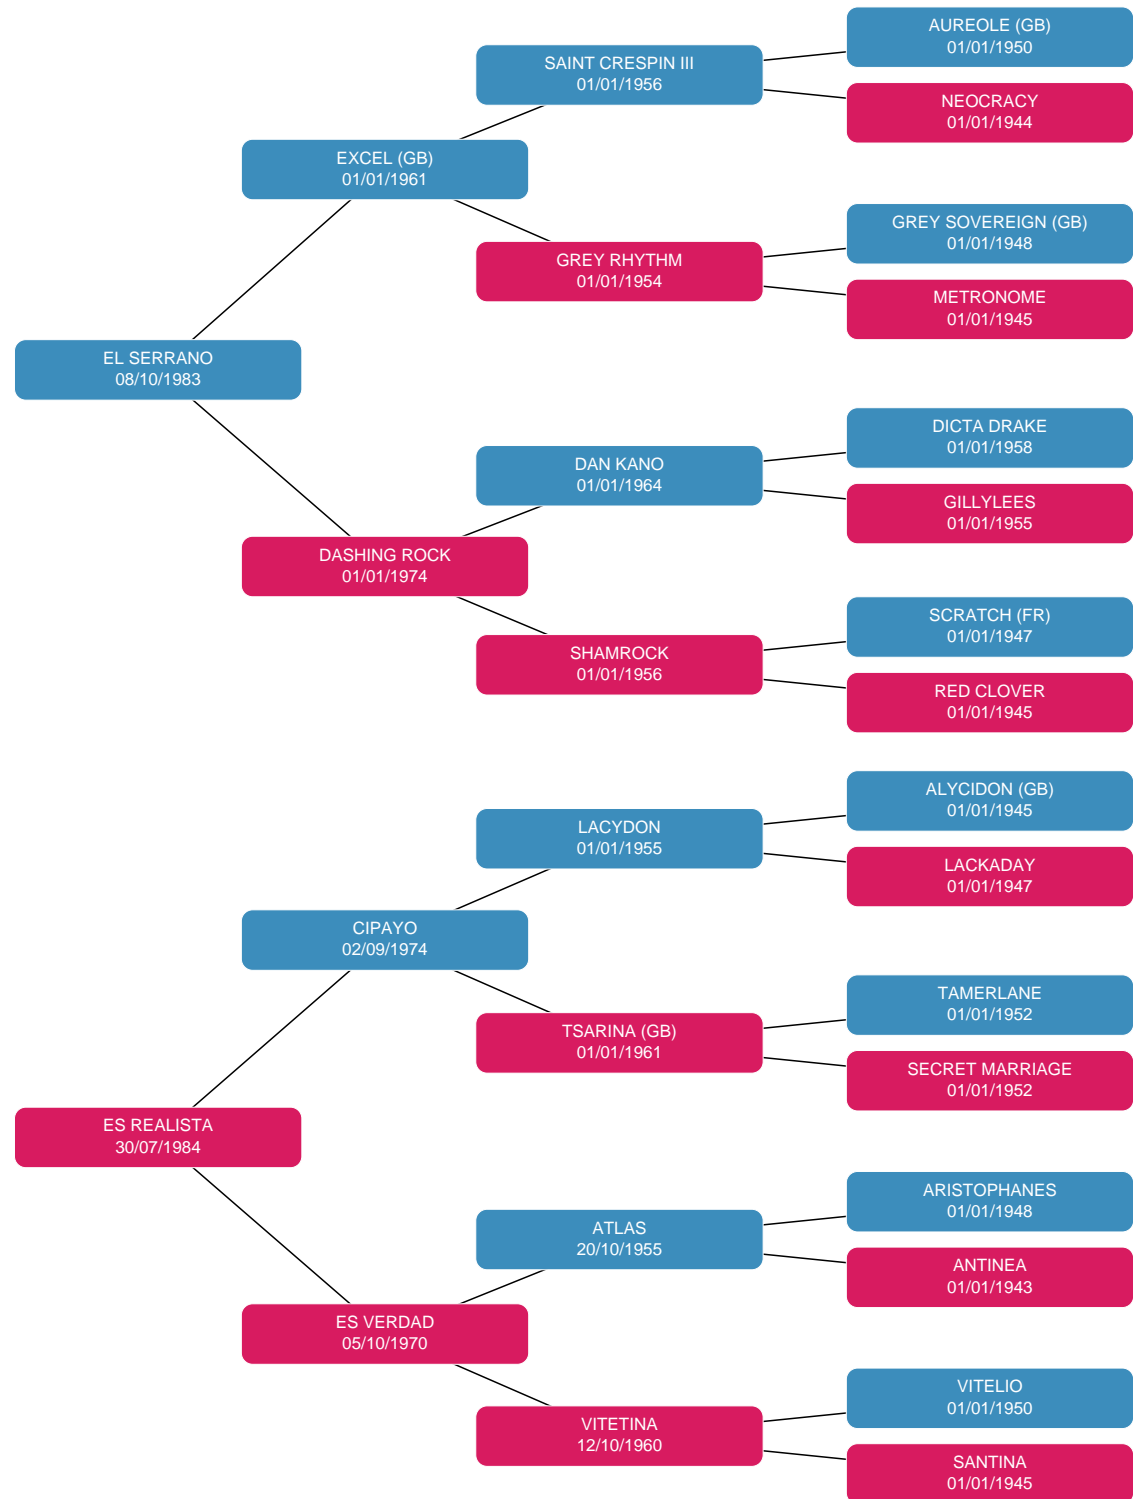 AUREOLE (GB)
01/01/1950
SAINT CRESPIN III
01/01/1956
NEOCRACY
01/01/1944
EXCEL (GB)
01/01/1961
GREY SOVEREIGN (GB)
01/01/1948
GREY RHYTHM
01/01/1954
METRONOME
01/01/1945
EL SERRANO
08/10/1983
DICTA DRAKE
01/01/1958
DAN KANO
01/01/1964
GILLYLEES
01/01/1955
DASHING ROCK
01/01/1974
SCRATCH (FR)
01/01/1947
SHAMROCK
01/01/1956
RED CLOVER
01/01/1945
ALYCIDON (GB)
01/01/1945
LACYDON
01/01/1955
LACKADAY
01/01/1947
CIPAYO
02/09/1974
TAMERLANE
01/01/1952
TSARINA (GB)
01/01/1961
SECRET MARRIAGE
01/01/1952
ES REALISTA
30/07/1984
ARISTOPHANES
01/01/1948
ATLAS
20/10/1955
ANTINEA
01/01/1943
ES VERDAD
05/10/1970
VITELIO
01/01/1950
VITETINA
12/10/1960
SANTINA
01/01/1945